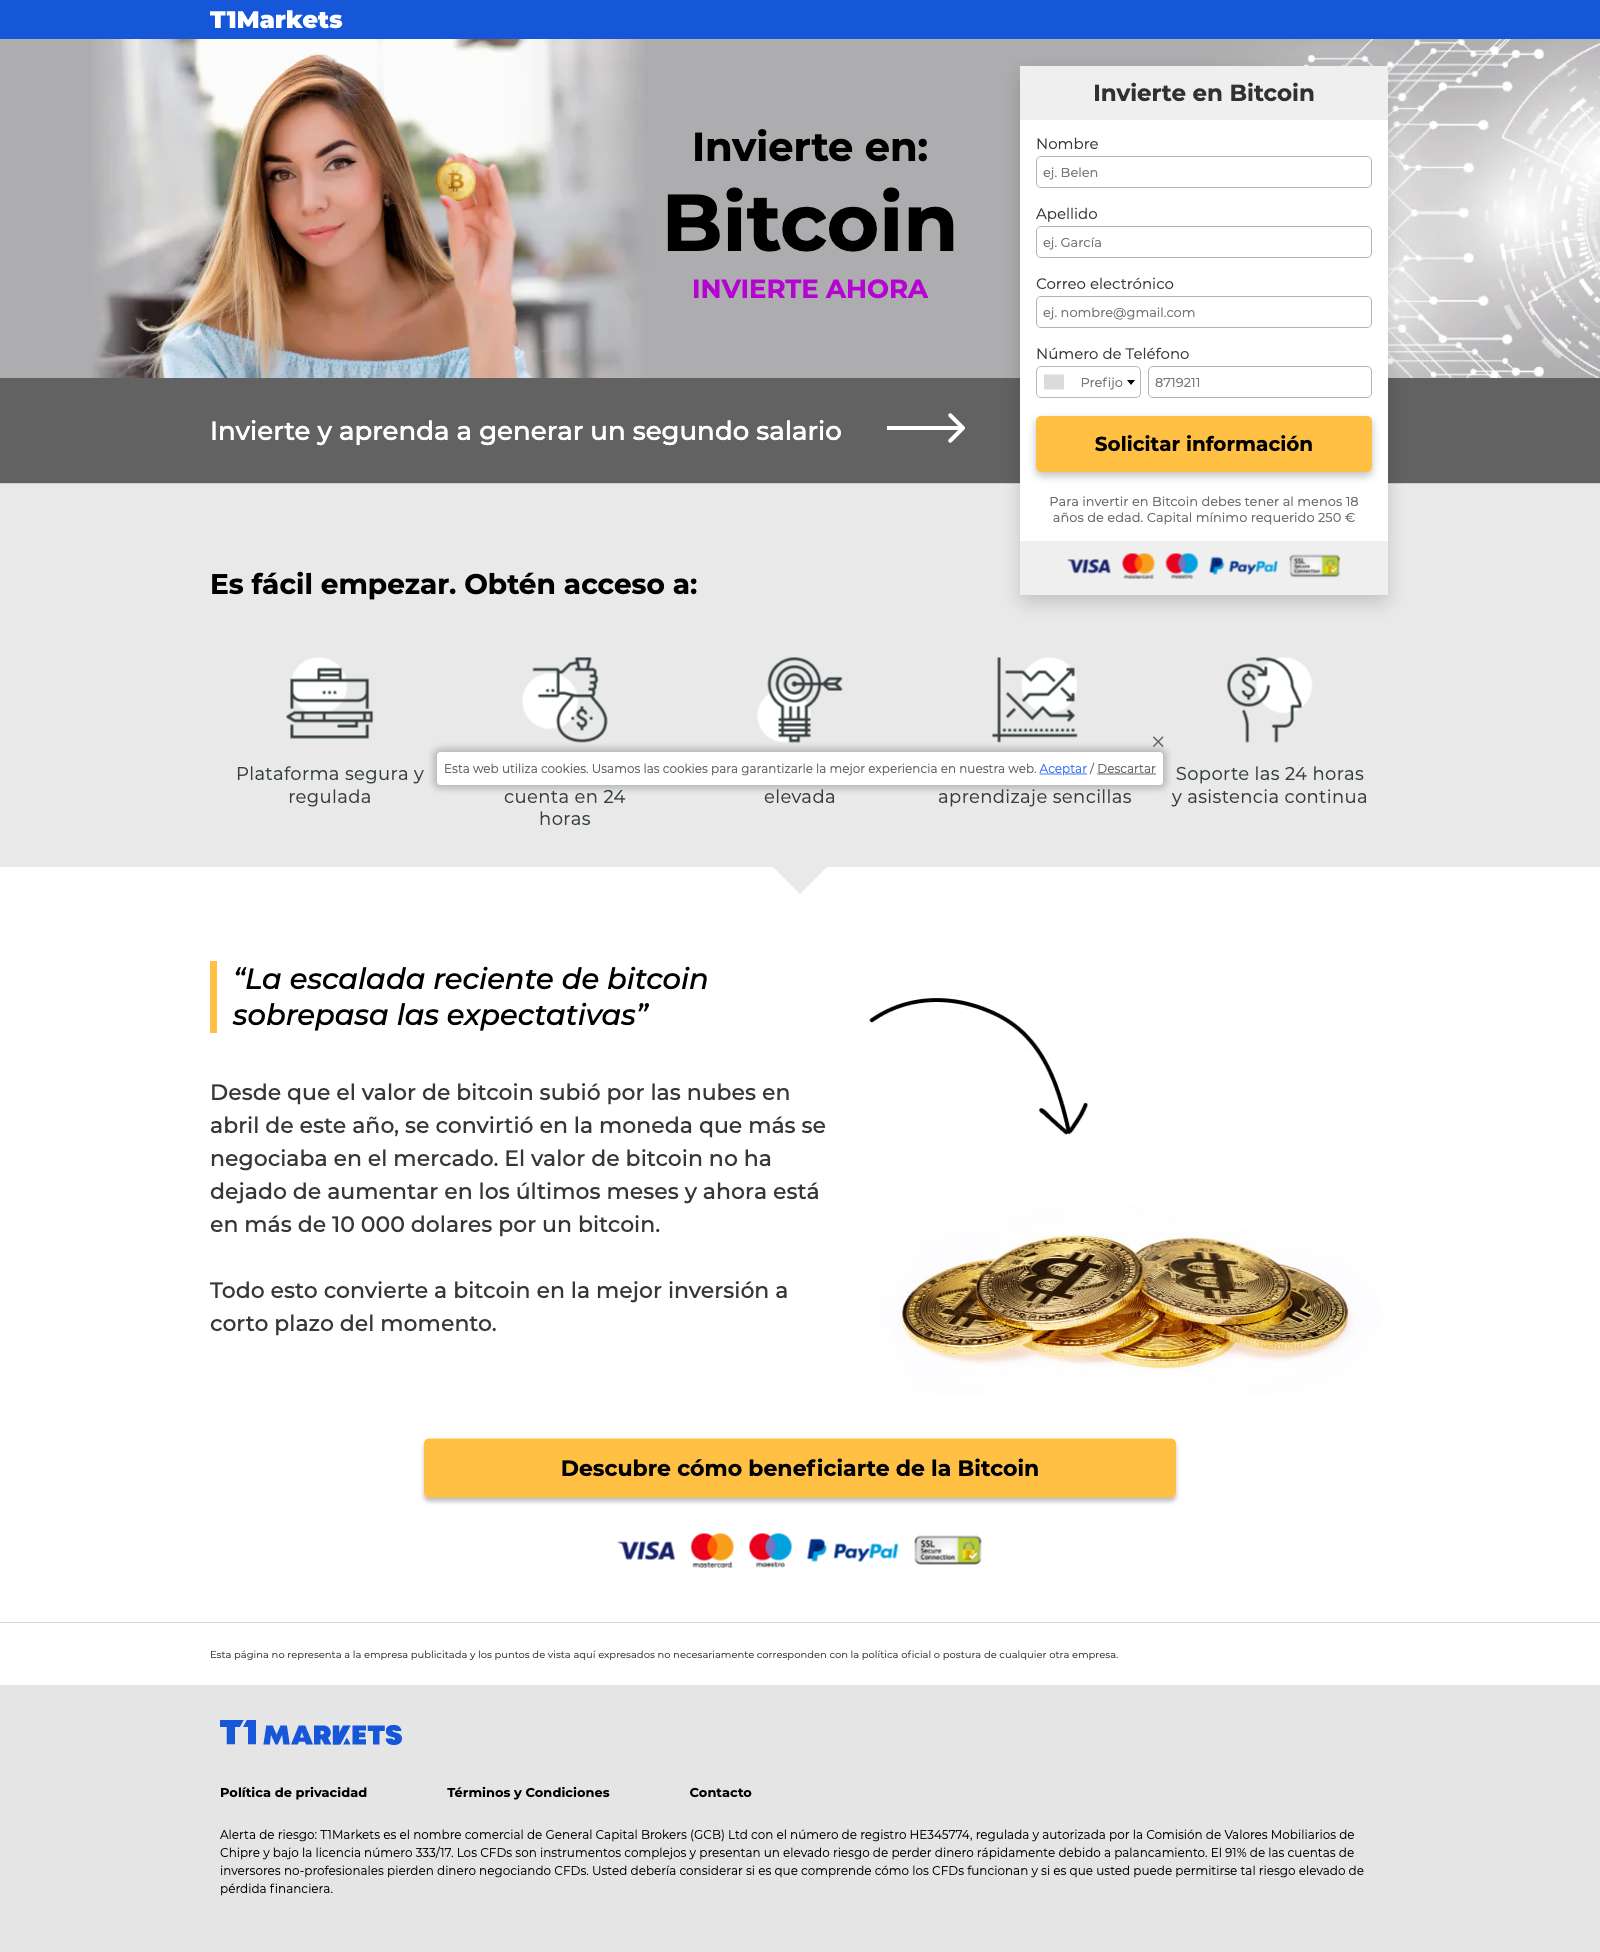 T1Markets
Invierte en:
Bitcoin
INVIERTE AHORA
Invierte y aprenda a generar un segundo salario
Invierte en Bitcoin
Nombre
ej. Belen
Apellido
ej. García
Correo electrónico
ej. nombre@gmail.com
Número de Teléfono
Prefijo 8719211
Solicitar información
Para invertir en Bitcoin debes tener al menos 18
años de edad. Capital mínimo requerido 250 €
VISA mastercard maestro PayPal SSL Secure Connection
Es fácil empezar. Obtén acceso a:
Plataforma segura y
regulada
cuenta en 24
horas
elevada
aprendizaje sencillas
Soporte las 24 horas
y asistencia continua
Esta web utiliza cookies. Usamos las cookies para garantizarle la mejor experiencia en nuestra web. Aceptar / Descartar
“La escalada reciente de bitcoin
sobrepasa las expectativas”
Desde que el valor de bitcoin subió por las nubes en
abril de este año, se convirtió en la moneda que más se
negociaba en el mercado. El valor de bitcoin no ha
dejado de aumentar en los últimos meses y ahora está
en más de 10 000 dolares por un bitcoin.
Todo esto convierte a bitcoin en la mejor inversión a
corto plazo del momento.
Descubre cómo beneficiarte de la Bitcoin
VISA mastercard maestro PayPal SSL Secure Connection
Esta página no representa a la empresa publicitada y los puntos de vista aquí expresados no necesariamente corresponden con la política oficial o postura de cualquier otra empresa.
T1 MARKETS
Política de privacidad Términos y Condiciones Contacto
Alerta de riesgo: T1Markets es el nombre comercial de General Capital Brokers (GCB) Ltd con el número de registro HE345774, regulada y autorizada por la Comisión de Valores Mobiliarios de
Chipre y bajo la licencia número 333/17. Los CFDs son instrumentos complejos y presentan un elevado riesgo de perder dinero rápidamente debido a palancamiento. El 91% de las cuentas de
inversores no-profesionales pierden dinero negociando CFDs. Usted debería considerar si es que comprende cómo los CFDs funcionan y si es que usted puede permitirse tal riesgo elevado de
pérdida financiera.